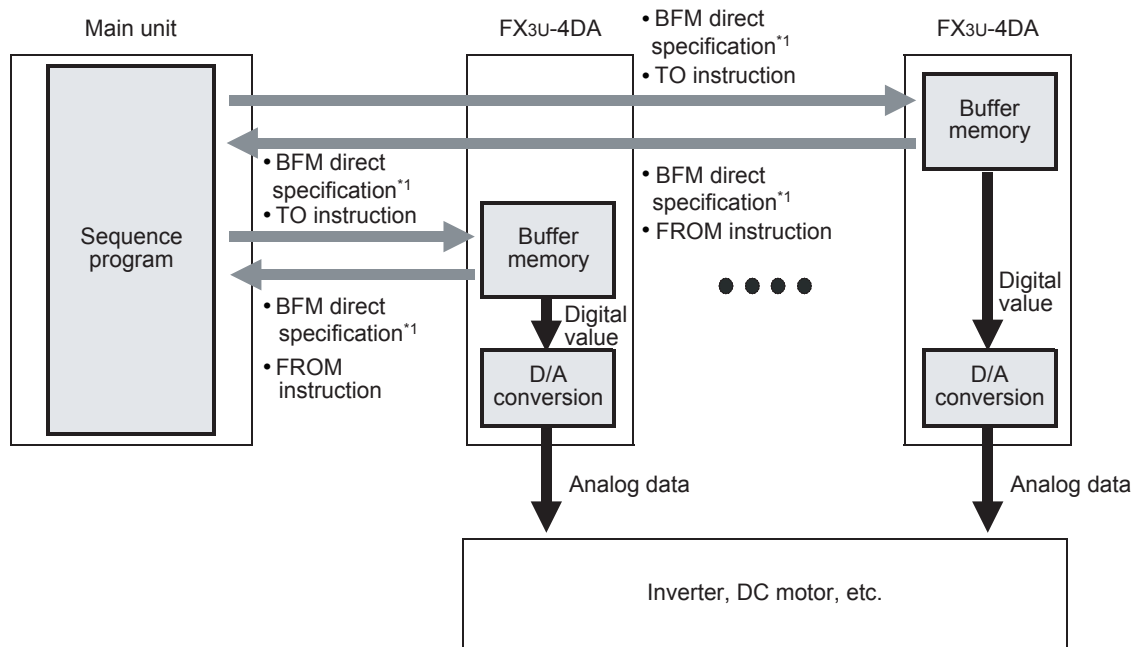 Main unit
FX3U-4DA
• BFM direct
specification*1
• TO instruction
FX3U-4DA
Sequence
program
• BFM direct
specification*1
• TO instruction
Buffer
memory
• BFM direct
specification*1
• FROM instruction
Buffer
memory
• BFM direct
specification*1
• FROM
instruction
Digital
value
Digital
value
D/A
conversion
D/A
conversion
Analog data
Analog data
Inverter, DC motor, etc.